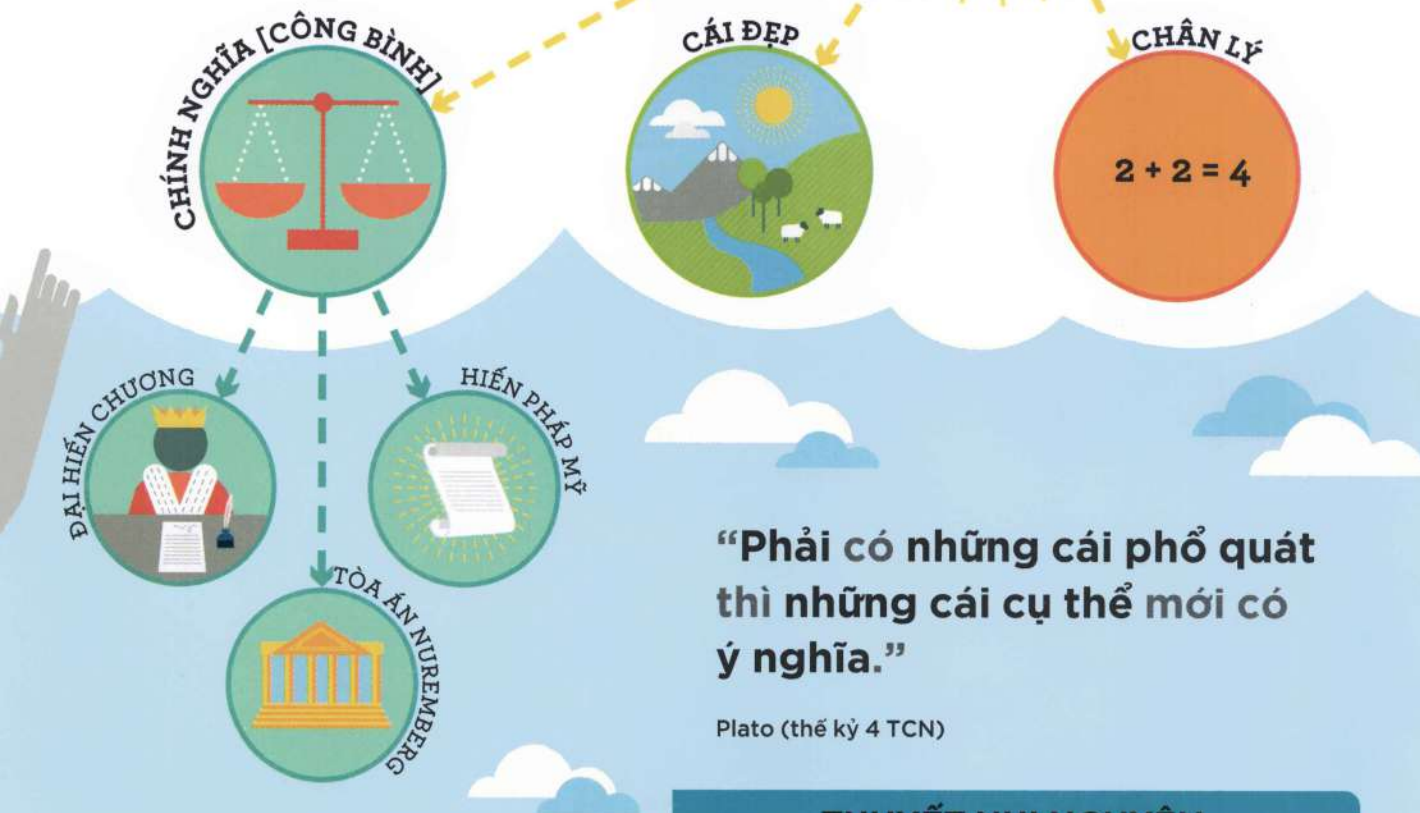 CHÍNH NGHĨA [CÔNG BÌNH]
CÁI ĐẸP
CHÂN LÝ
2 + 2 = 4
ĐẠI HIẾN CHƯƠNG
HIẾN PHÁP MỸ
TÒA ÁN NUREMBERG
“Phải có những cái phổ quát
thì những cái cụ thể mới có
ý nghĩa.”
Plato (thế kỷ 4 TCN)